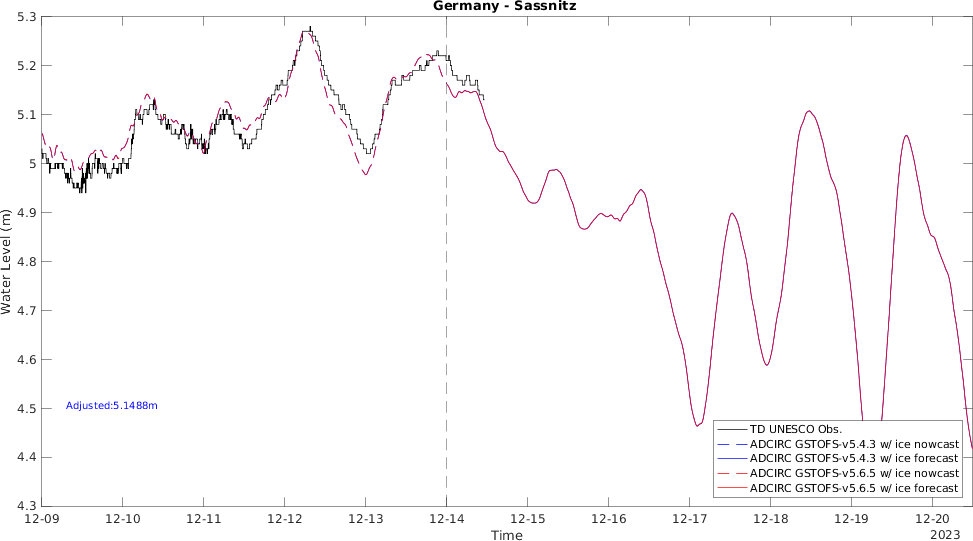 Germany - Sassnitz
5.3
5.2
5.1
5
4.9
4.8
4.7
4.6
4.5
4.4
4.3
Water Level (m)
Adjusted:5.1488m
TD UNESCO Obs.
ADCIRC GSTOFS-v5.4.3 w/ ice nowcast
ADCIRC GSTOFS-v5.4.3 w/ ice forecast
ADCIRC GSTOFS-v5.6.5 w/ ice nowcast
ADCIRC GSTOFS-v5.6.5 w/ ice forecast
12-09 12-10 12-11 12-12 12-13 12-14 12-15 12-16 12-17 12-18 12-19 12-20
Time
2023